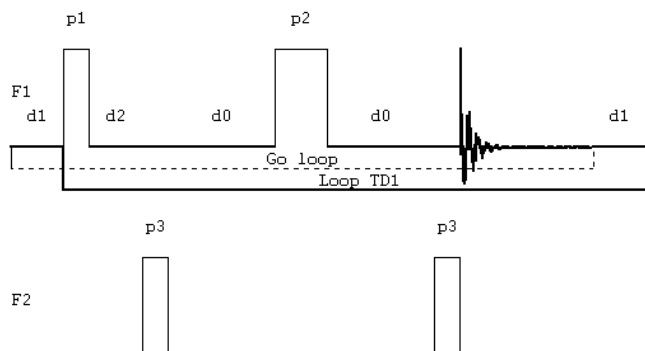 p1 p2
F1
d1 d2 d0 d0 d1
Go loop
Loop TD1
p3 p3
F2